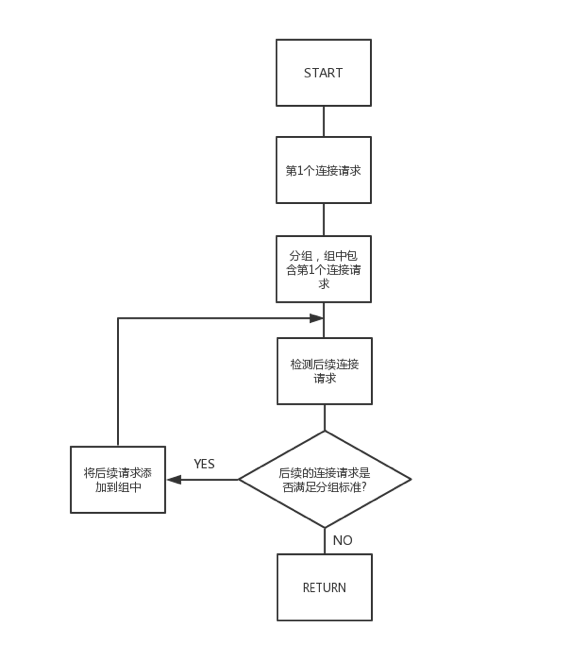 START
第1个连接请求
分组，组中包
含第1个连接请
求
检测后续连接
请求
后续的连接请求是
否满足分组标准?
YES
将后续请求添
加到组中
NO
RETURN